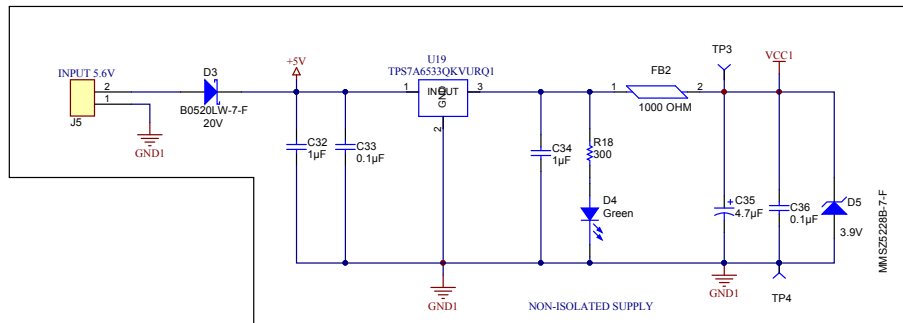 INPUT 5.6V
2
1
J5
GND1
D3
B0520LW-7-F
20V
+5V
C32
1µF
C33
0.1µF
U19
TPS7A6533QKVURQ1
1
INPUT
GND
3
2
GND1
C34
1µF
R18
300
D4
Green
FB2
1
2
1000 OHM
TP3
VCC1
C35
+
4.7µF
C36
0.1µF
D5
3.9V
MMSZ5228B-7-F
GND1
TP4
NON-ISOLATED SUPPLY